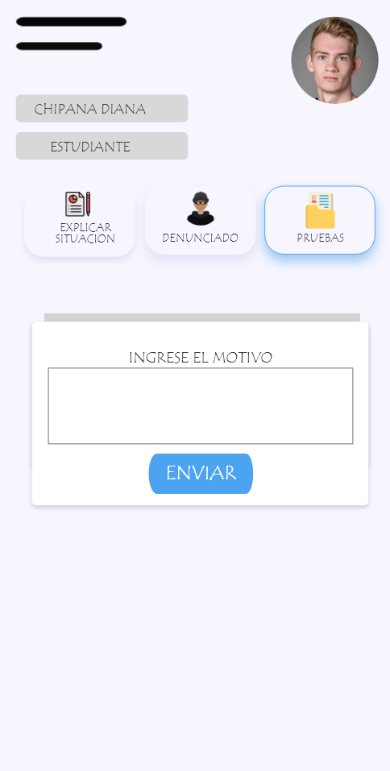 CHIPANA DIANA
ESTUDIANTE
EXPLICAR
SITUACION
DENUNCIADO
PRUEBAS
INGRESE EL MOTIVO
ENVIAR